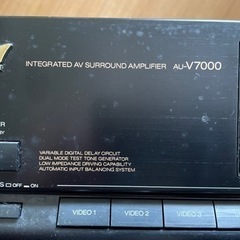 INTEGRATED AV SURROUND AMPLIFIER AU-V7000
VARIABLE DIGITAL DELAY CIRCUIT
DUAL MODE TEST TONE GENERATOR
LOW IMPEDANCE DRIVING CAPABILITY
AUTOMATIC INPUT BALANCING SYSTEM
OFF ON
VIDEO 1 VIDEO 2 VIDEO 3